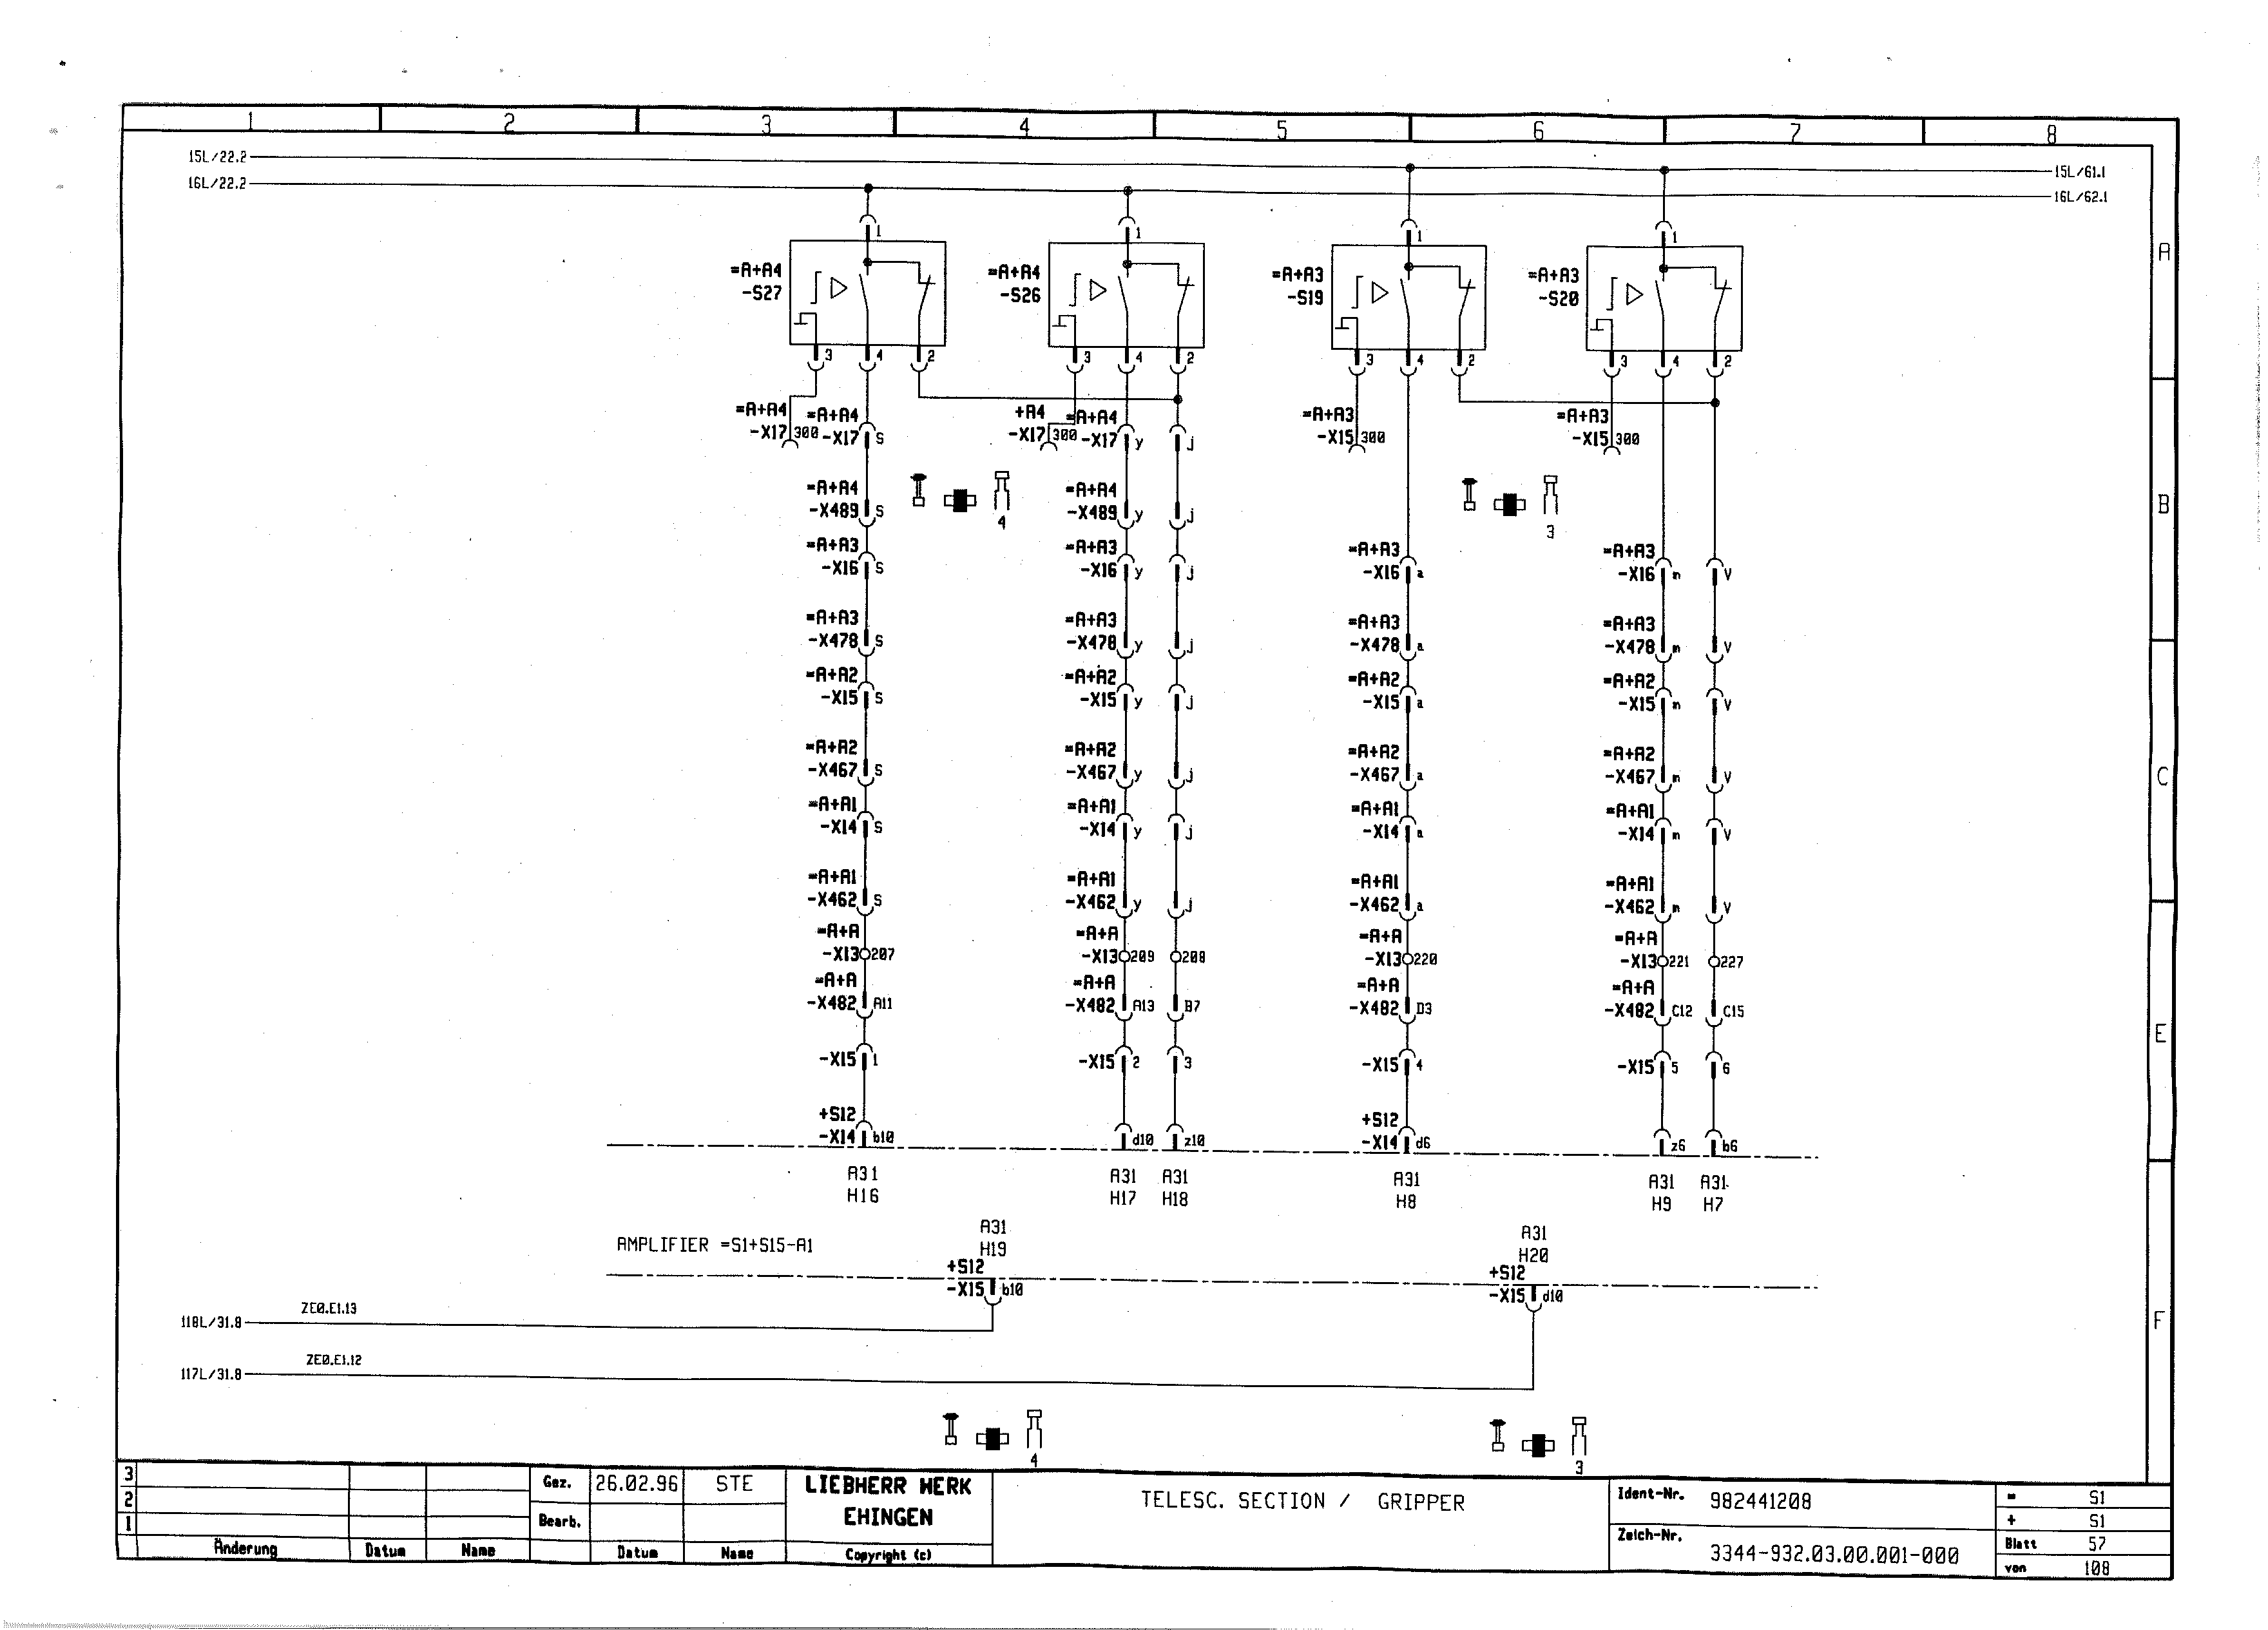 1 2 3 4 5 6 7 8
15L/22.2 15L/61.1
16L/22.2 16L/62.1
1 1 1 1
=A+A4 =A+A4 =A+A3 =A+A3
-S27 -S26 -S19 -S20
A
3 4 2 3 4 2 3 4 2 3 4 2
=A+A4 =A+A4 +A4 =A+A4 =A+A3 =A+A3
-X17 300 -X17 S -X17 300 -X17 y j -X15 300 -X15 300
=A+A4 =A+A4
-X489 S -X489 y j
4 3
B
=A+A3 =A+A3 =A+A3 =A+A3
-X16 S -X16 y j -X16 a -X16 m V
=A+A3 =A+A3 =A+A3 =A+A3
-X478 S -X478 y j -X478 a -X478 m V
=A+A2 =A+A2 =A+A2 =A+A2
-X15 S -X15 y j -X15 a -X15 m V
=A+A2 =A+A2 =A+A2 =A+A2
-X467 S -X467 y j -X467 a -X467 m V
C
=A+A1 =A+A1 =A+A1 =A+A1
-X14 S -X14 y j -X14 a -X14 m V
=A+A1 =A+A1 =A+A1 =A+A1
-X462 S -X462 y j -X462 a -X462 m V
=A+A =A+A =A+A =A+A
-X13 207 -X13 209 208 -X13 220 -X13 221 227
=A+A =A+A =A+A =A+A
-X482 A11 -X482 A13 B7 -X482 D3 -X482 C12 C15
E
-X15 1 -X15 2 3 -X15 4 -X15 5 6
+S12 +S12
-X14 b10 d10 z10 -X14 d6 z6 b6
A31 A31 A31 A31 A31 A31
H16 H17 H18 H8 H9 H7
A31 A31
AMPLIFIER =S1+S15-A1 H19 H20
+S12 +S12
-X15 b10 -X15 d10
F
ZE0.E1.13
118L/31.8
ZE0.E1.12
117L/31.8
4 3
3 Gez. 26.02.96 STE LIEBHERR WERK TELESC. SECTION / GRIPPER Ident-Nr. 982441208 = S1
2 EHINGEN + S1
1 Bearb. Zeich-Nr. 3344-932.03.00.001-000 Blatt 57
Änderung Datum Name Datum Name Copyright (c) von 108